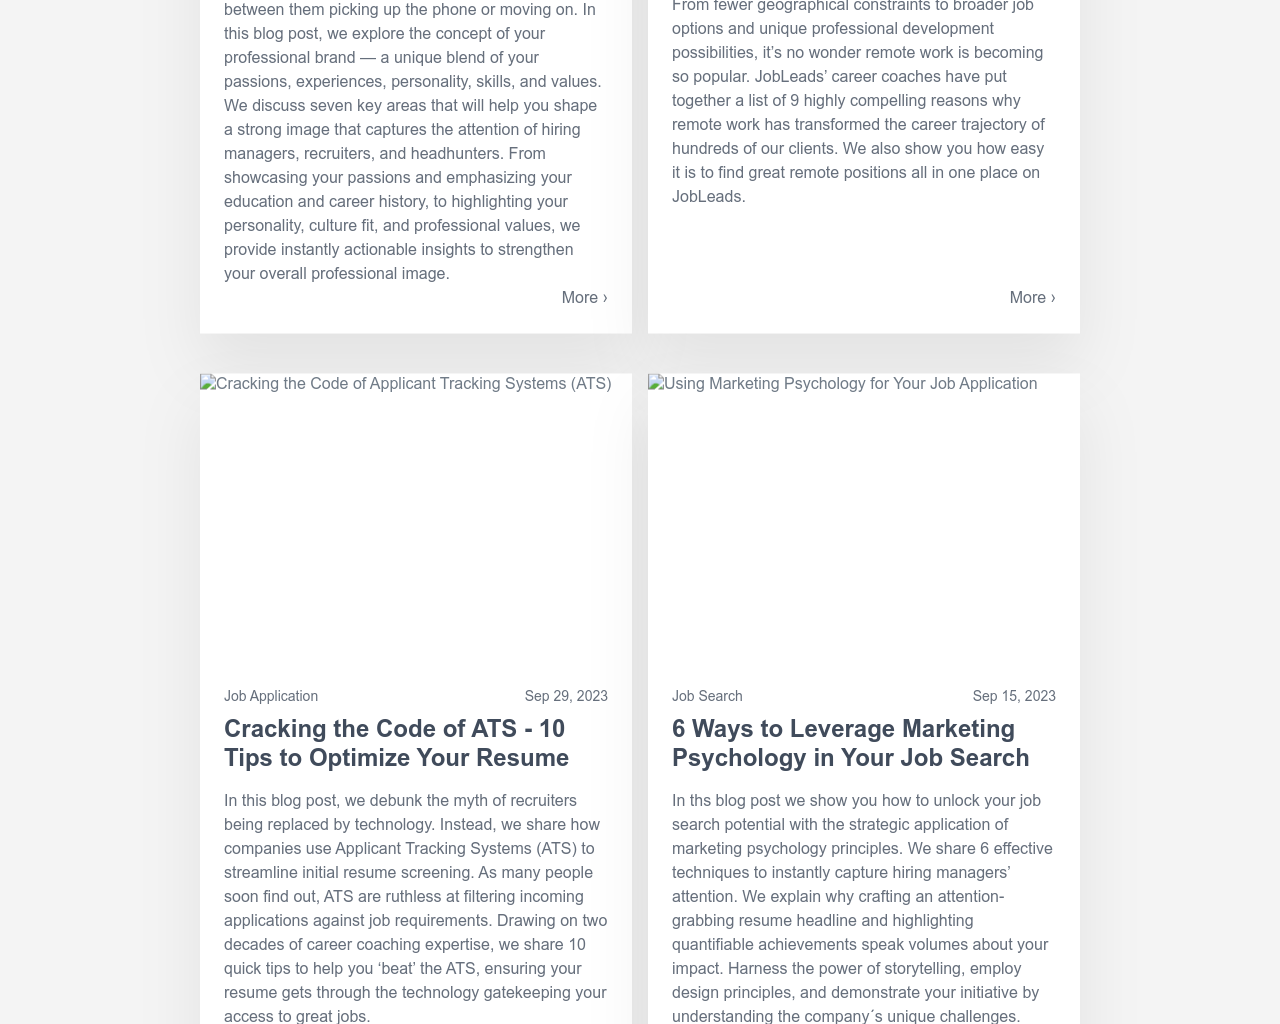 between them picking up the phone or moving on. In
this blog post, we explore the concept of your
professional brand — a unique blend of your
passions, experiences, personality, skills, and values.
We discuss seven key areas that will help you shape
a strong image that captures the attention of hiring
managers, recruiters, and headhunters. From
showcasing your passions and emphasizing your
education and career history, to highlighting your
personality, culture fit, and professional values, we
provide instantly actionable insights to strengthen
your overall professional image.
More ›
From fewer geographical constraints to broader job
options and unique professional development
possibilities, it’s no wonder remote work is becoming
so popular. JobLeads’ career coaches have put
together a list of 9 highly compelling reasons why
remote work has transformed the career trajectory of
hundreds of our clients. We also show you how easy
it is to find great remote positions all in one place on
JobLeads.
More ›
Cracking the Code of Applicant Tracking Systems (ATS)
Job Application
Sep 29, 2023
Cracking the Code of ATS - 10
Tips to Optimize Your Resume
In this blog post, we debunk the myth of recruiters
being replaced by technology. Instead, we share how
companies use Applicant Tracking Systems (ATS) to
streamline initial resume screening. As many people
soon find out, ATS are ruthless at filtering incoming
applications against job requirements. Drawing on two
decades of career coaching expertise, we share 10
quick tips to help you ‘beat’ the ATS, ensuring your
resume gets through the technology gatekeeping your
access to great jobs.
Using Marketing Psychology for Your Job Application
Job Search
Sep 15, 2023
6 Ways to Leverage Marketing
Psychology in Your Job Search
In ths blog post we show you how to unlock your job
search potential with the strategic application of
marketing psychology principles. We share 6 effective
techniques to instantly capture hiring managers’
attention. We explain why crafting an attention-
grabbing resume headline and highlighting
quantifiable achievements speak volumes about your
impact. Harness the power of storytelling, employ
design principles, and demonstrate your initiative by
understanding the company´s unique challenges.